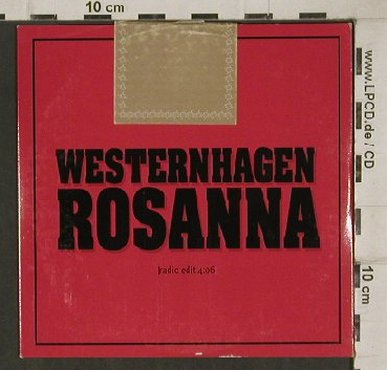 10 cm
WESTERNHAGEN
ROSANNA
radio edit 4:06
www.LPCD.de / CD
10 cm